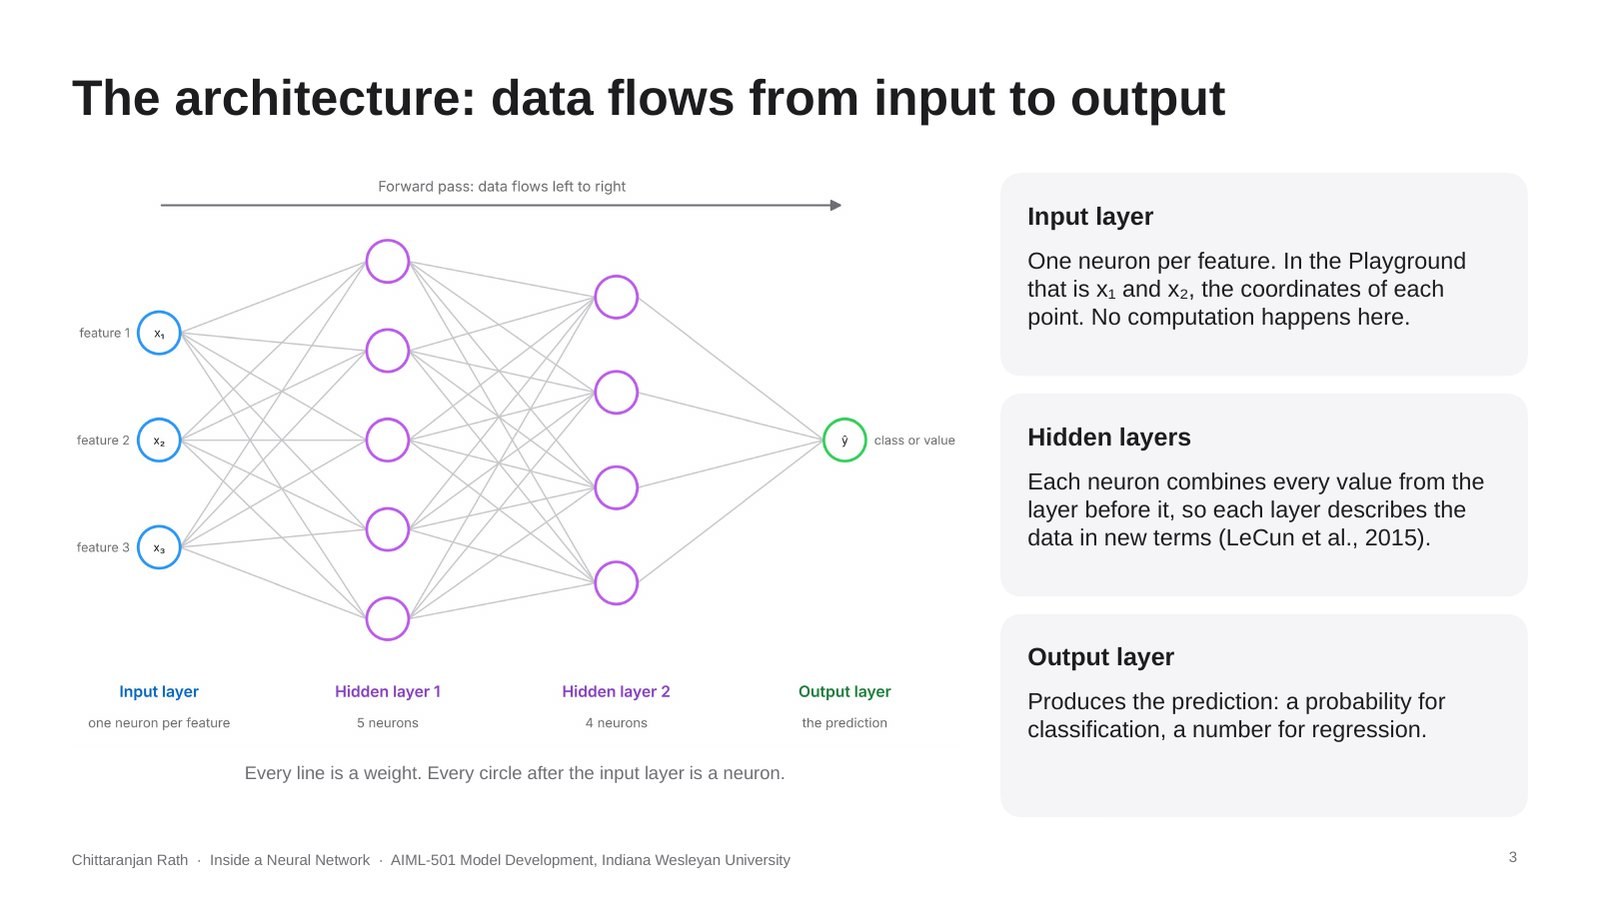 The architecture: data flows from input to output
Forward pass: data flows left to right
feature 1
x₁
feature 2
x₂
feature 3
x₃
ŷ
class or value
Input layer
one neuron per feature
Hidden layer 1
5 neurons
Hidden layer 2
4 neurons
Output layer
the prediction
Every line is a weight. Every circle after the input layer is a neuron.
Input layer
One neuron per feature. In the Playground
that is x₁ and x₂, the coordinates of each
point. No computation happens here.
Hidden layers
Each neuron combines every value from the
layer before it, so each layer describes the
data in new terms (LeCun et al., 2015).
Output layer
Produces the prediction: a probability for
classification, a number for regression.
Chittaranjan Rath · Inside a Neural Network · AIML-501 Model Development, Indiana Wesleyan University
3